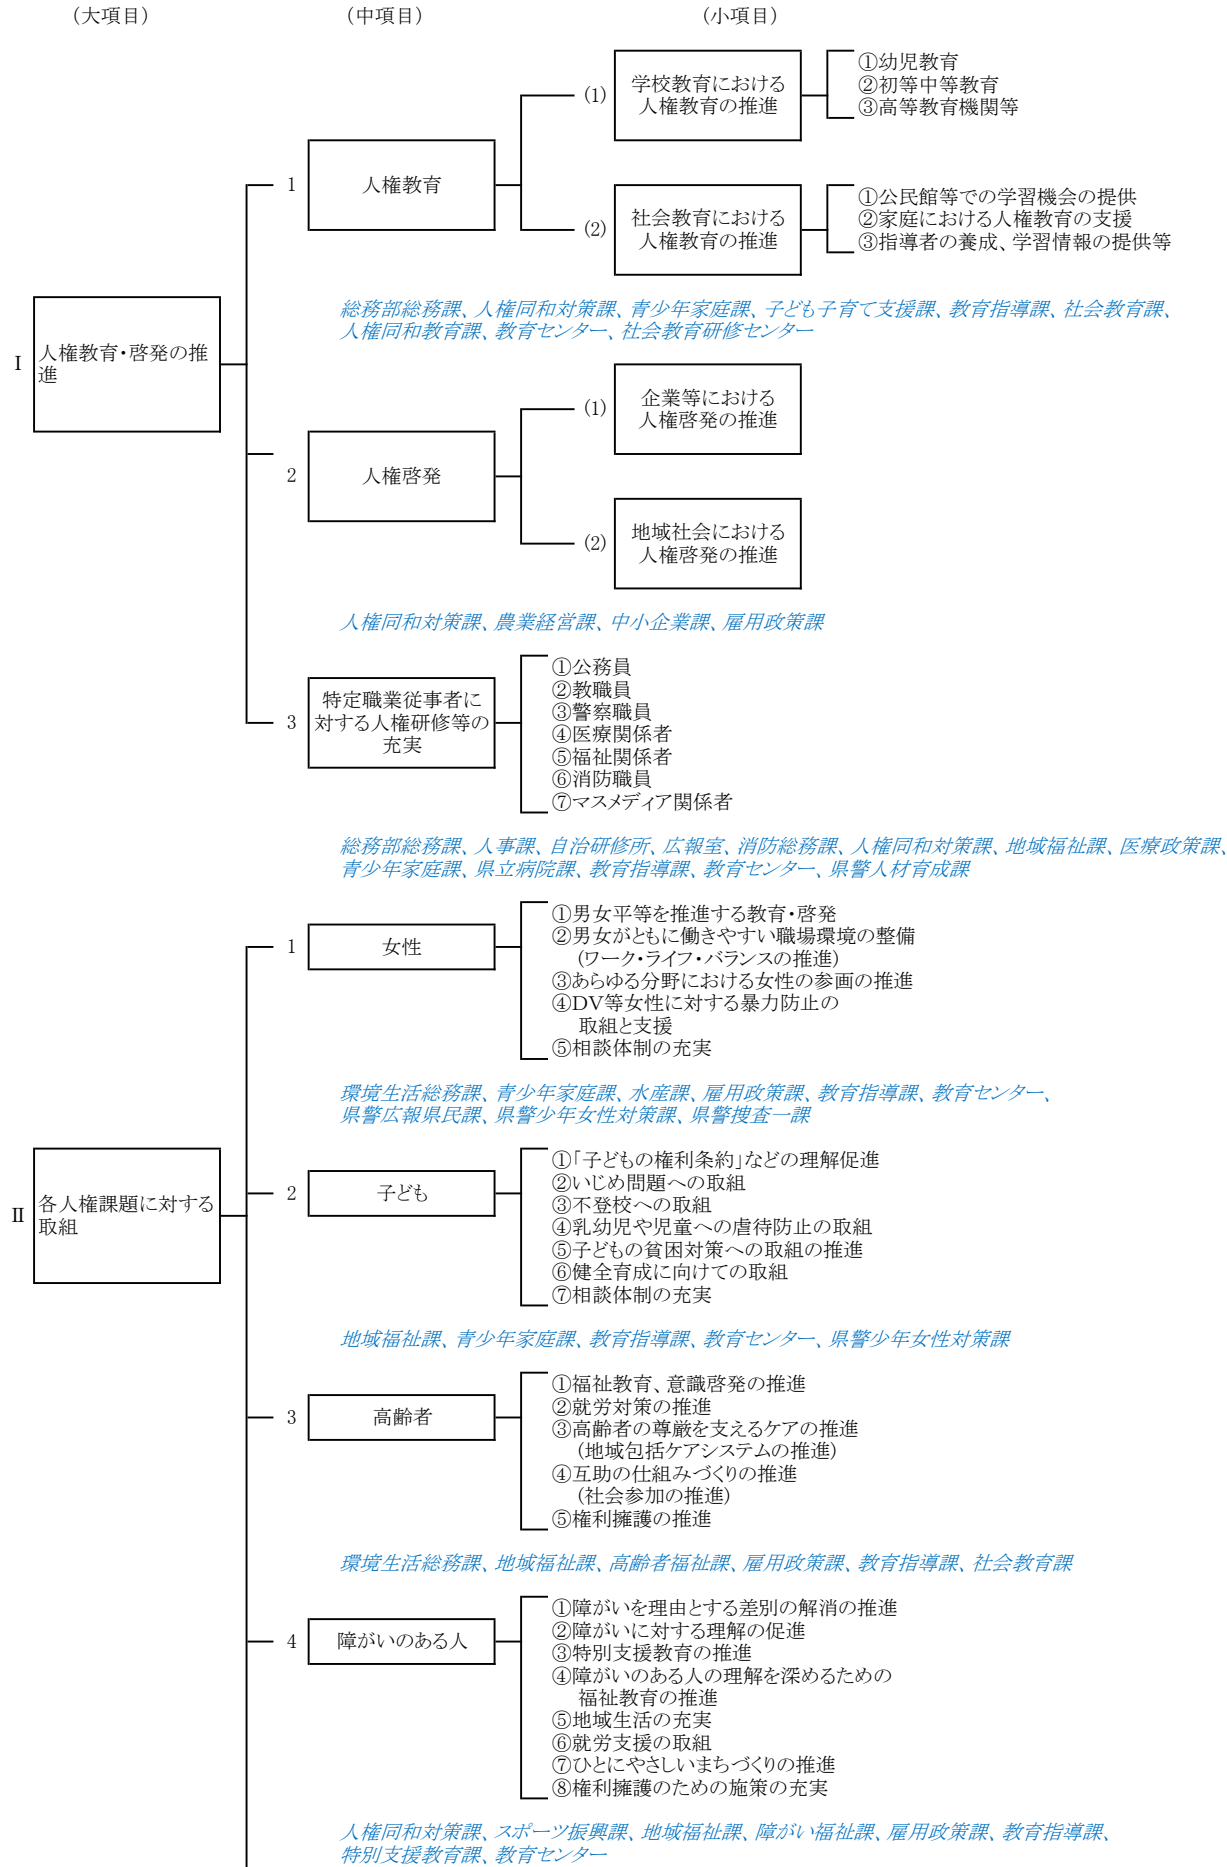 （大項目）　（中項目）　（小項目）
(1)
学校教育における
人権教育の推進
①幼児教育
②初等中等教育
③高等教育機関等
1
人権教育
(2)
社会教育における
人権教育の推進
①公民館等での学習機会の提供
②家庭における人権教育の支援
③指導者の養成、学習情報の提供等
総務部総務課、人権同和対策課、青少年家庭課、子ども子育て支援課、教育指導課、社会教育課、
人権同和教育課、教育センター、社会教育研修センター
Ⅰ
人権教育・啓発の推
進
(1)
企業等における
人権啓発の推進
2
人権啓発
(2)
地域社会における
人権啓発の推進
人権同和対策課、農業経営課、中小企業課、雇用政策課
3
特定職業従事者に
対する人権研修等の
充実
①公務員
②教職員
③警察職員
④医療関係者
⑤福祉関係者
⑥消防職員
⑦マスメディア関係者
総務部総務課、人事課、自治研修所、広報室、消防総務課、人権同和対策課、地域福祉課、医療政策課、
青少年家庭課、県立病院課、教育指導課、教育センター、県警人材育成課
1
女性
①男女平等を推進する教育・啓発
②男女がともに働きやすい職場環境の整備
（ワーク・ライフ・バランスの推進）
③あらゆる分野における女性の参画の推進
④DV等女性に対する暴力防止の
取組と支援
⑤相談体制の充実
環境生活総務課、青少年家庭課、水産課、雇用政策課、教育指導課、教育センター、
県警広報県民課、県警少年女性対策課、県警捜査一課
Ⅱ
各人権課題に対する
取組
2
子ども
①「子どもの権利条約」などの理解促進
②いじめ問題への取組
③不登校への取組
④乳幼児や児童への虐待防止の取組
⑤子どもの貧困対策への取組の推進
⑥健全育成に向けての取組
⑦相談体制の充実
地域福祉課、青少年家庭課、教育指導課、教育センター、県警少年女性対策課
3
高齢者
①福祉教育、意識啓発の推進
②就労対策の推進
③高齢者の尊厳を支えるケアの推進
（地域包括ケアシステムの推進）
④互助の仕組みづくりの推進
（社会参加の推進）
⑤権利擁護の推進
環境生活総務課、地域福祉課、高齢者福祉課、雇用政策課、教育指導課、社会教育課
4
障がいのある人
①障がいを理由とする差別の解消の推進
②障がいに対する理解の促進
③特別支援教育の推進
④障がいのある人の理解を深めるための
福祉教育の推進
⑤地域生活の充実
⑥就労支援の取組
⑦ひとにやさしいまちづくりの推進
⑧権利擁護のための施策の充実
人権同和対策課、スポーツ振興課、地域福祉課、障がい福祉課、雇用政策課、教育指導課、
特別支援教育課、教育センター